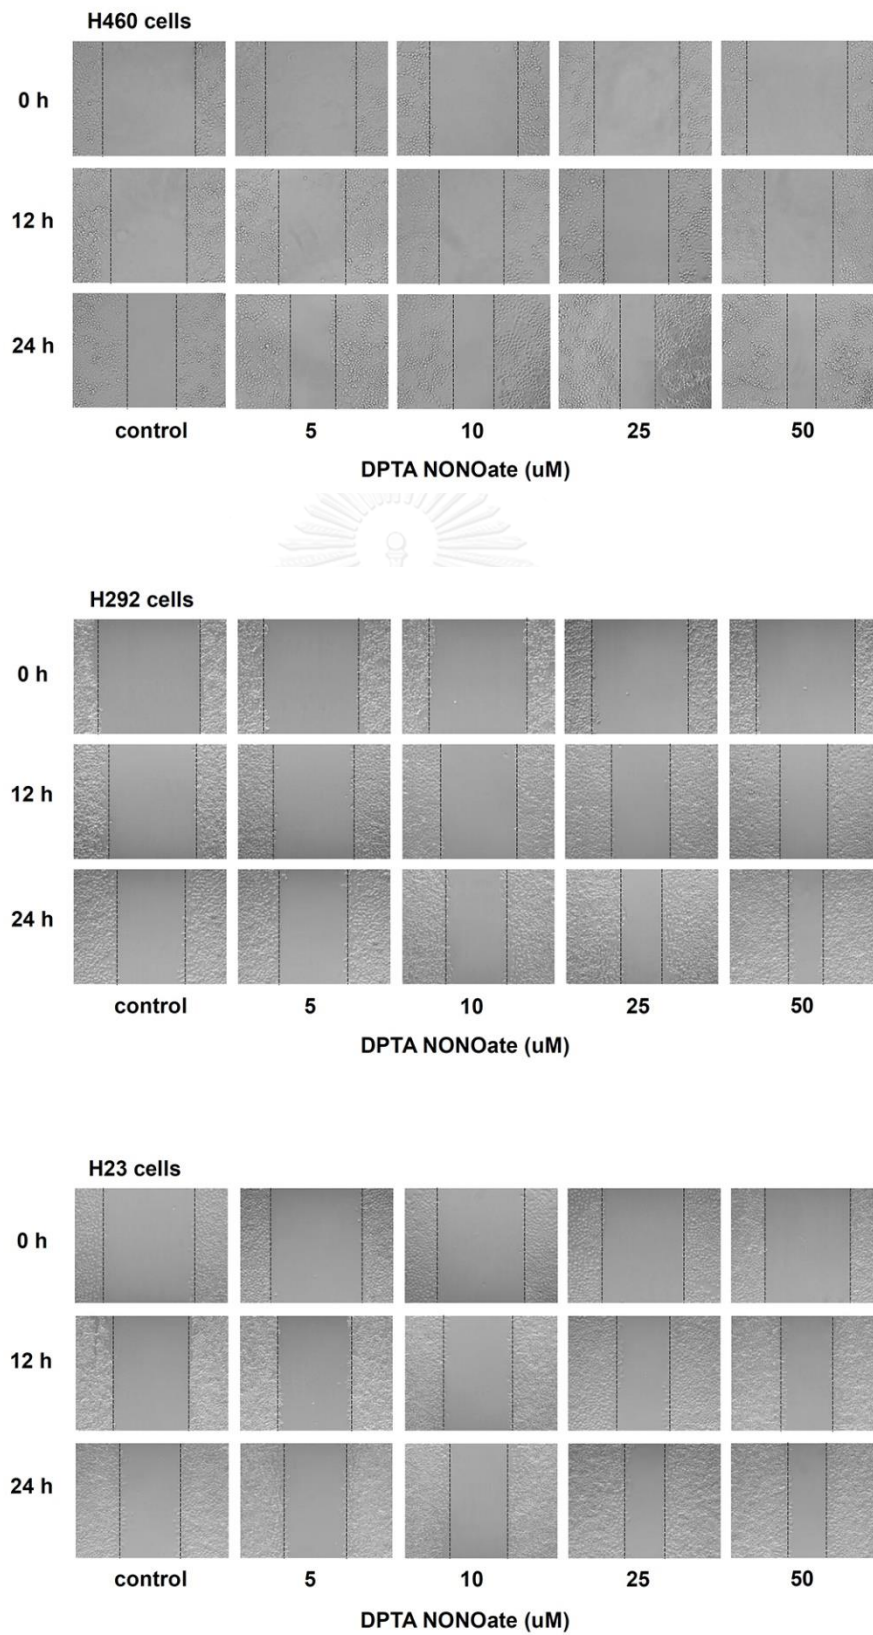 H460 cells
0 h
12 h
24 h
control 5 10 25 50
DPTA NONOate (uM)
H292 cells
0 h
12 h
24 h
control 5 10 25 50
DPTA NONOate (uM)
H23 cells
0 h
12 h
24 h
control 5 10 25 50
DPTA NONOate (uM)